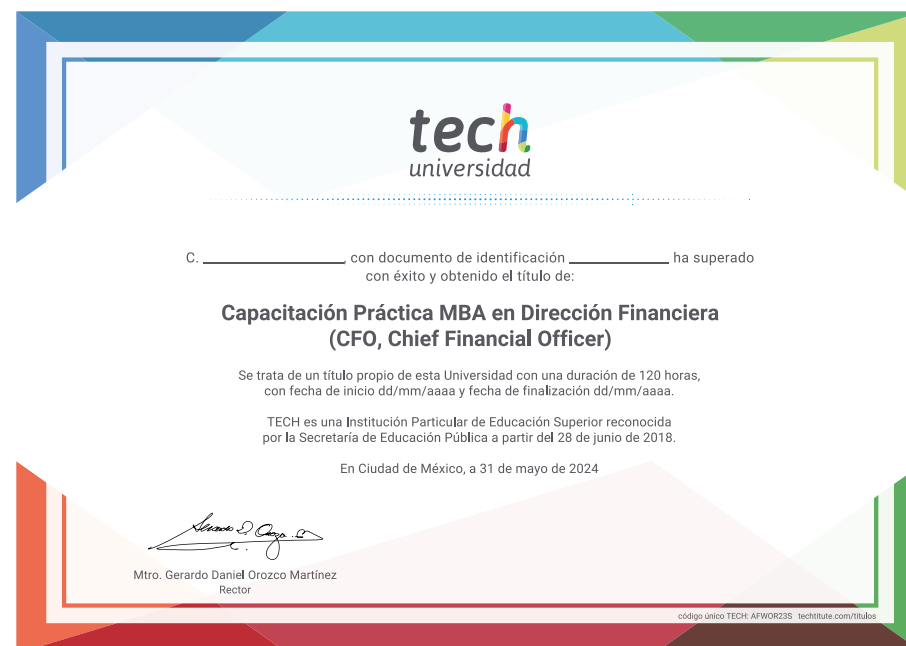 tech
universidad
C. ____________________, con documento de identificación ______________ ha superado
con éxito y obtenido el título de:
Capacitación Práctica MBA en Dirección Financiera
(CFO, Chief Financial Officer)
Se trata de un título propio de esta Universidad con una duración de 120 horas,
con fecha de inicio dd/mm/aaaa y fecha de finalización dd/mm/aaaa.
TECH es una Institución Particular de Educación Superior reconocida
por la Secretaría de Educación Pública a partir del 28 de junio de 2018.
En Ciudad de México, a 31 de mayo de 2024
Mtro. Gerardo Daniel Orozco Martínez
Rector
código único TECH: AFWOR23S techtitute.com/titulos